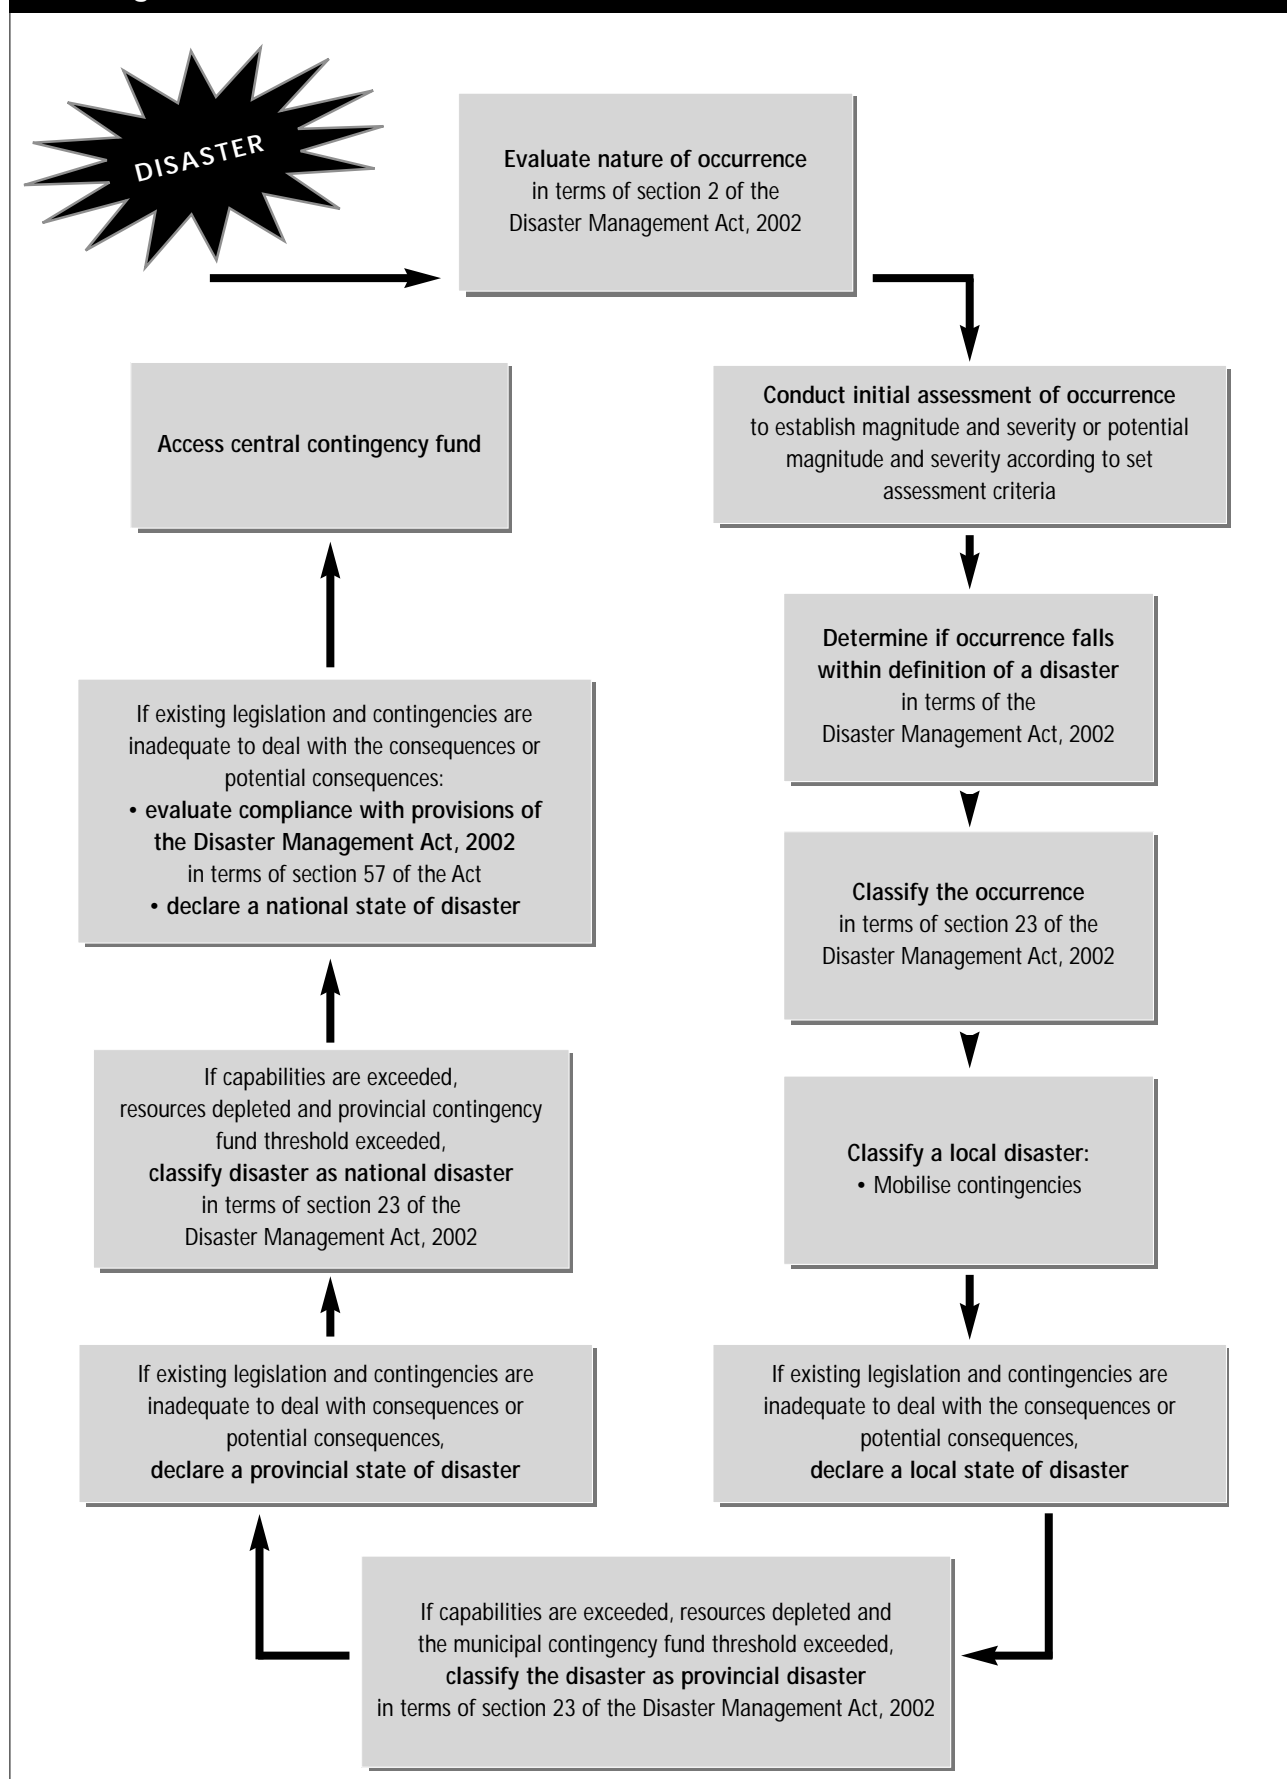 DISASTER
Evaluate nature of occurrence
in terms of section 2 of the
Disaster Management Act, 2002
Conduct initial assessment of occurrence
to establish magnitude and severity or potential
magnitude and severity according to set
assessment criteria
Determine if occurrence falls
within definition of a disaster
in terms of the
Disaster Management Act, 2002
Classify the occurrence
in terms of section 23 of the
Disaster Management Act, 2002
Classify a local disaster:
• Mobilise contingencies
If existing legislation and contingencies are
inadequate to deal with the consequences or
potential consequences,
declare a local state of disaster
If capabilities are exceeded, resources depleted and
the municipal contingency fund threshold exceeded,
classify the disaster as provincial disaster
in terms of section 23 of the Disaster Management Act, 2002
If existing legislation and contingencies are
inadequate to deal with consequences or
potential consequences,
declare a provincial state of disaster
If capabilities are exceeded,
resources depleted and provincial contingency
fund threshold exceeded,
classify disaster as national disaster
in terms of section 23 of the
Disaster Management Act, 2002
If existing legislation and contingencies are
inadequate to deal with the consequences or
potential consequences:
• evaluate compliance with provisions of
the Disaster Management Act, 2002
in terms of section 57 of the Act
• declare a national state of disaster
Access central contingency fund